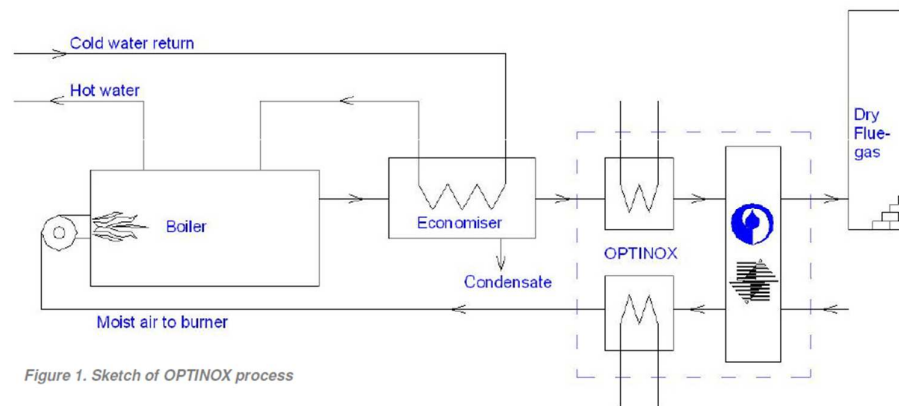 Cold water return
Hot water
Dry
Flue-
gas
Boiler
Economiser
OPTINOX
Condensate
Moist air to burner
Figure 1. Sketch of OPTINOX process